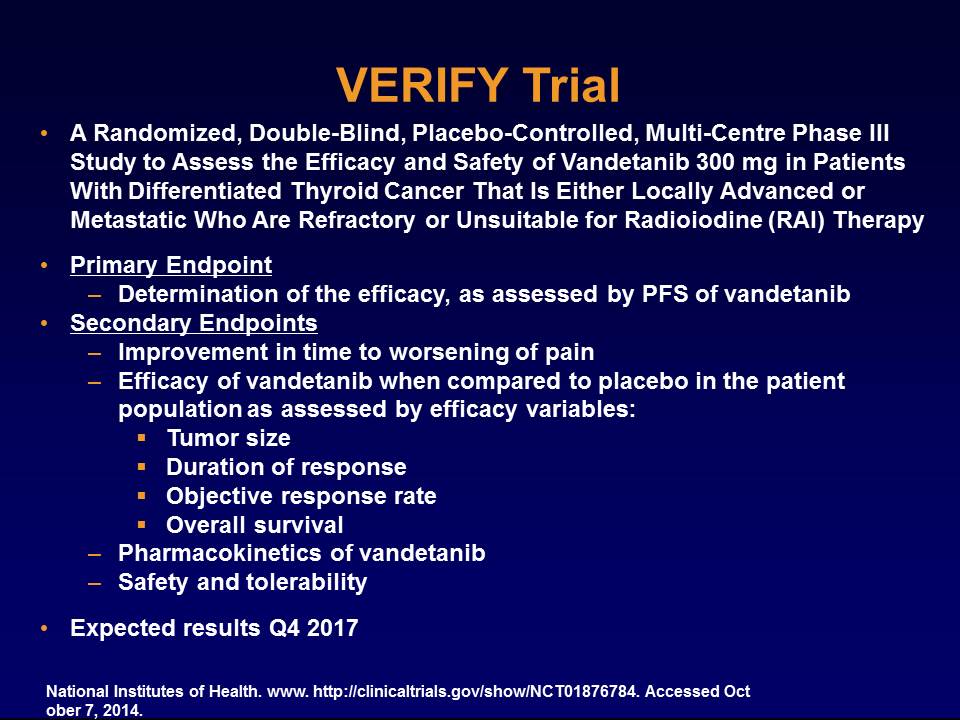 VERIFY Trial
• A Randomized, Double-Blind, Placebo-Controlled, Multi-Centre Phase III
Study to Assess the Efficacy and Safety of Vandetanib 300 mg in Patients
With Differentiated Thyroid Cancer That Is Either Locally Advanced or
Metastatic Who Are Refractory or Unsuitable for Radioiodine (RAI) Therapy
• Primary Endpoint
– Determination of the efficacy, as assessed by PFS of vandetanib
• Secondary Endpoints
– Improvement in time to worsening of pain
– Efficacy of vandetanib when compared to placebo in the patient
population as assessed by efficacy variables:
▪ Tumor size
▪ Duration of response
▪ Objective response rate
▪ Overall survival
– Pharmacokinetics of vandetanib
– Safety and tolerability
• Expected results Q4 2017
National Institutes of Health. www. http://clinicaltrials.gov/show/NCT01876784. Accessed Oct
ober 7, 2014.